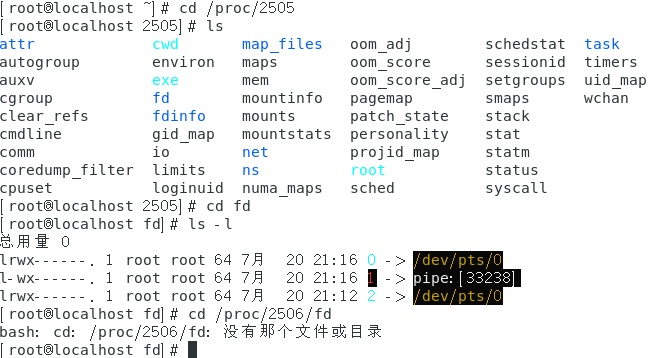 [root@localhost ~]# cd /proc/2505
[root@localhost 2505]# ls
attr cwd map_files oom_adj schedstat task
autogroup environ maps oom_score sessionid timers
auxv exe mem oom_score_adj setgroups uid_map
cgroup fd mountinfo pagemap smaps wchan
clear_refs fdinfo mounts patch_state stack
cmdline gid_map mountstats personality stat
comm io net projid_map statm
coredump_filter limits ns root status
cpuset loginuid numa_maps sched syscall
[root@localhost 2505]# cd fd
[root@localhost fd]# ls -l
总用量 0
lrwx------. 1 root root 64 7月 20 21:16 0 -> /dev/pts/0
l-wx------. 1 root root 64 7月 20 21:16 1 -> pipe:[33238]
lrwx------. 1 root root 64 7月 20 21:12 2 -> /dev/pts/0
[root@localhost fd]# cd /proc/2506/fd
bash: cd: /proc/2506/fd: 没有那个文件或目录
[root@localhost fd]#